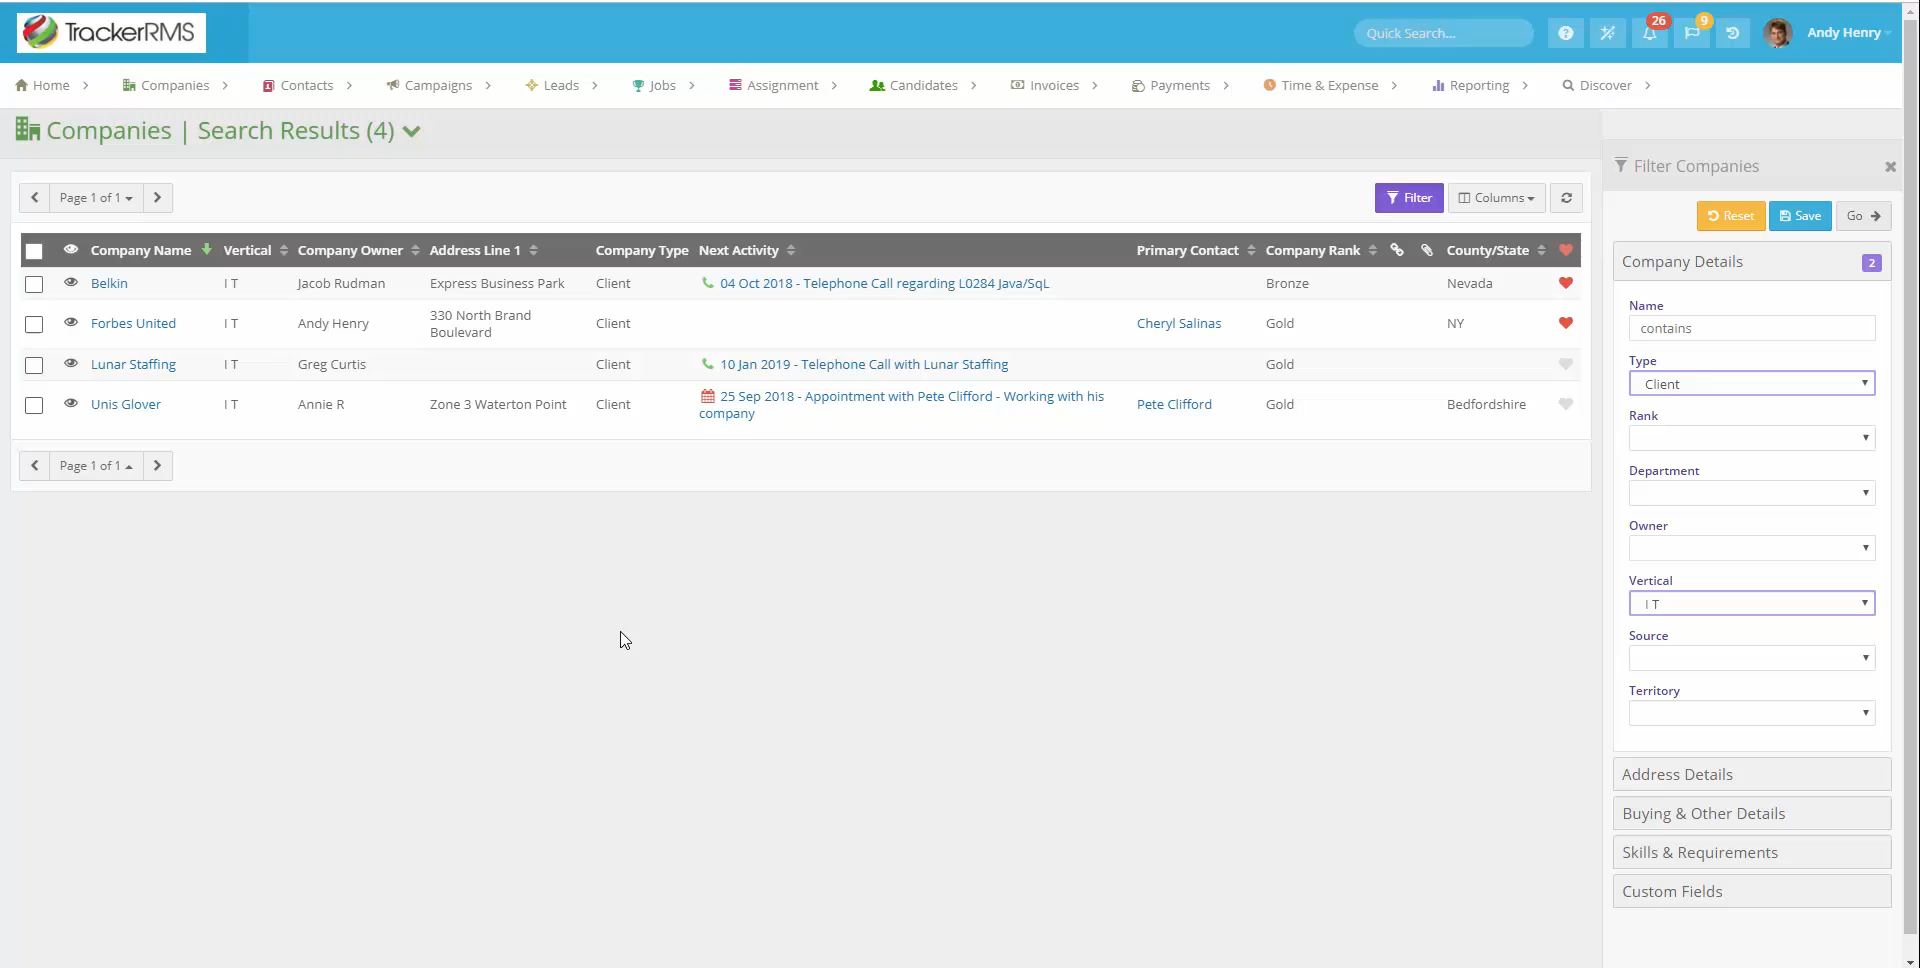 TrackerRMS
Quick Search...
26
9
Andy Henry
Home
Companies
Contacts
Campaigns
Leads
Jobs
Assignment
Candidates
Invoices
Payments
Time & Expense
Reporting
Discover
Companies | Search Results (4)
Page 1 of 1
Filter
Columns
Company Name Vertical Company Owner Address Line 1 Company Type Next Activity Primary Contact Company Rank County/State
Belkin I T Jacob Rudman Express Business Park Client 04 Oct 2018 - Telephone Call regarding L0284 Java/SqL Bronze Nevada
Forbes United I T Andy Henry 330 North Brand Boulevard Client Cheryl Salinas Gold NY
Lunar Staffing I T Greg Curtis Client 10 Jan 2019 - Telephone Call with Lunar Staffing Gold
Unis Glover I T Annie R Zone 3 Waterton Point Client 25 Sep 2018 - Appointment with Pete Clifford - Working with his company Pete Clifford Gold Bedfordshire
Page 1 of 1
Filter Companies
Reset
Save
Go
Company Details
2
Name
contains
Type
Client
Rank
Department
Owner
Vertical
I T
Source
Territory
Address Details
Buying & Other Details
Skills & Requirements
Custom Fields